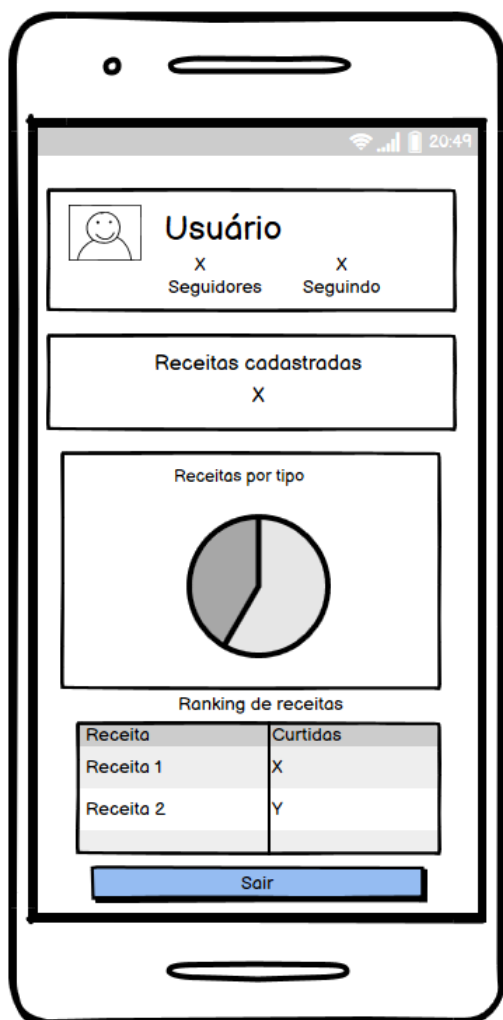 20:49
Usuário
X X
Seguidores Seguindo
Receitas cadastradas
X
Receitas por tipo
Ranking de receitas
Receita Curtidas
Receita 1 X
Receita 2 Y
Sair